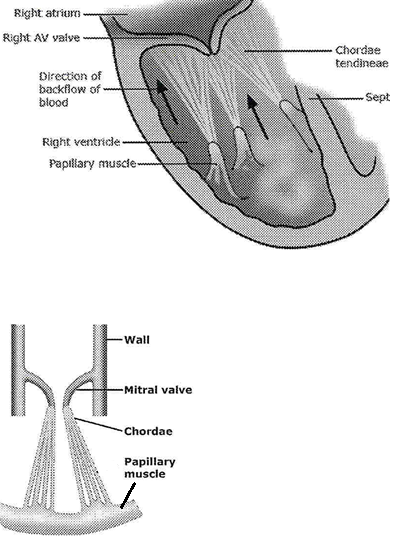 Right atrium
Right AV valve
Chordae
tendineae
Direction of
backflow of
blood
Sept
Right ventricle
Papillary muscle
Wall
Mitral valve
Chordae
Papillary
muscle